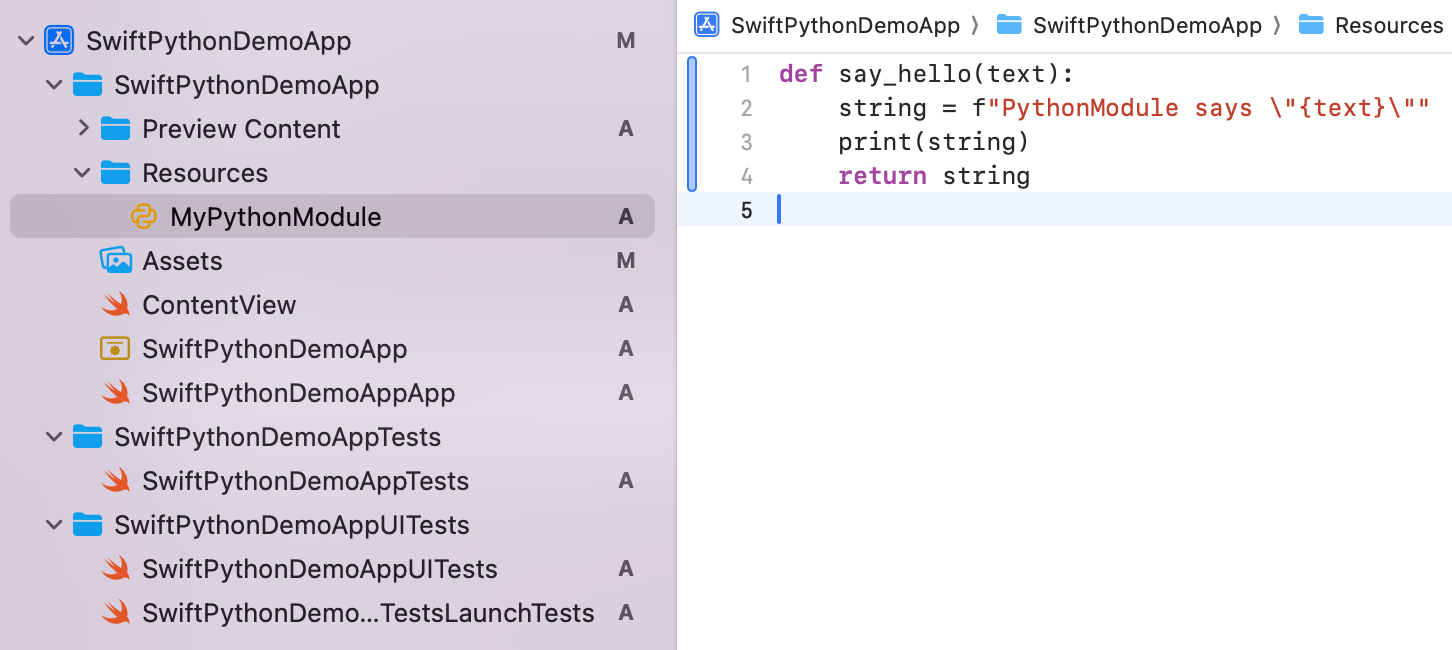 SwiftPythonDemoApp M
SwiftPythonDemoApp
Preview Content A
Resources
MyPythonModule A
Assets M
ContentView A
SwiftPythonDemoApp A
SwiftPythonDemoAppApp A
SwiftPythonDemoAppTests
SwiftPythonDemoAppTests A
SwiftPythonDemoAppUITests
SwiftPythonDemoAppUITests A
SwiftPythonDemo...TestsLaunchTests A
SwiftPythonDemoApp 〉 SwiftPythonDemoApp 〉 Resources
1 def say_hello(text):
2     string = f"PythonModule says \"{text}\""
3     print(string)
4     return string
5